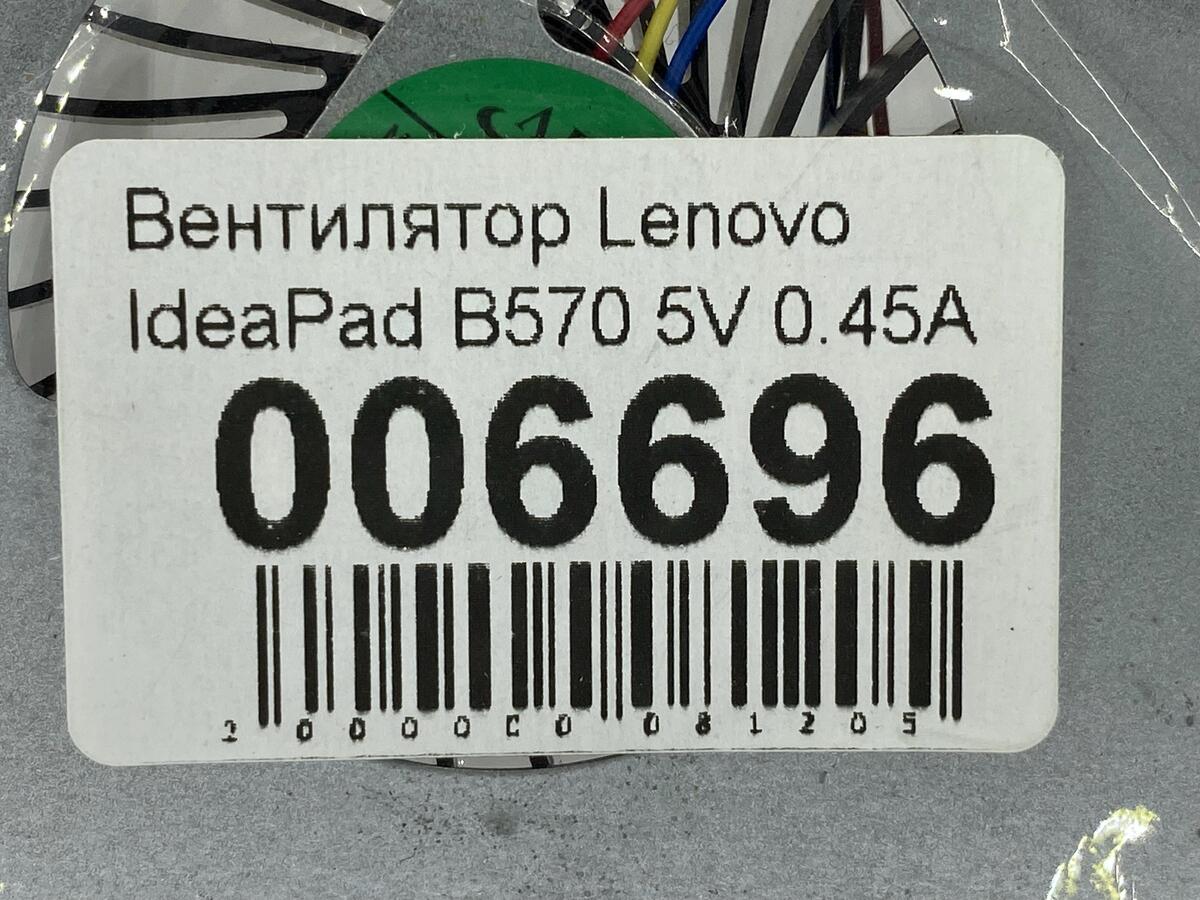 Вентилятор Lenovo
IdeaPad B570 5V 0.45A
006696
2 000000 081205